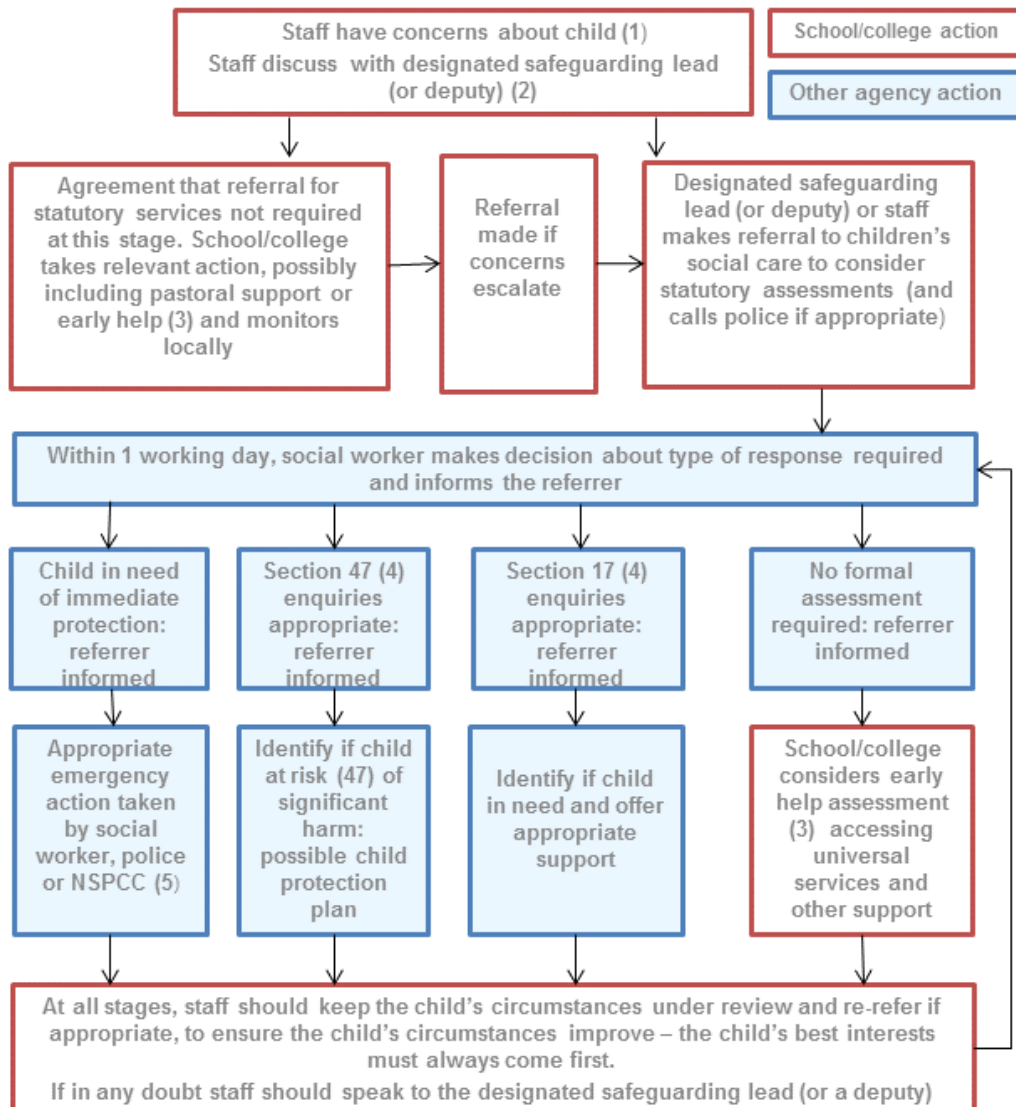 Staff have concerns about child (1)
Staff discuss with designated safeguarding lead
(or deputy) (2)
School/college action
Other agency action
Agreement that referral for
statutory services not required
at this stage. School/college
takes relevant action, possibly
including pastoral support or
early help (3) and monitors
locally
Referral
made if
concerns
escalate
Designated safeguarding
lead (or deputy) or staff
makes referral to children's
social care to consider
statutory assessments (and
calls police if appropriate)
Within 1 working day, social worker makes decision about type of response required
and informs the referrer
Child in need
of immediate
protection:
referrer
informed
Section 47 (4)
enquiries
appropriate:
referrer
informed
Section 17 (4)
enquiries
appropriate:
referrer
informed
No formal
assessment
required: referrer
informed
Appropriate
emergency
action taken
by social
worker, police
or NSPCC (5)
Identify if child
at risk (47) of
significant
harm:
possible child
protection
plan
Identify if child
in need and offer
appropriate
support
School/college
considers early
help assessment
(3) accessing
universal
services and
other support
At all stages, staff should keep the child's circumstances under review and re-refer if
appropriate, to ensure the child's circumstances improve – the child's best interests
must always come first.
If in any doubt staff should speak to the designated safeguarding lead (or a deputy)